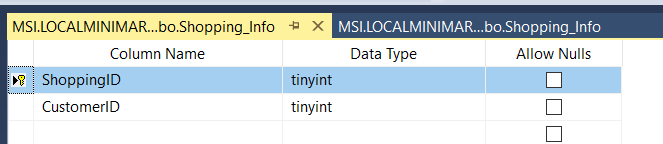 MSI.LOCALMINIMAR...bo.Shopping_Info MSI.LOCALMINIMAR...bo.Shopping_Info
Column Name Data Type Allow Nulls
ShoppingID tinyint
CustomerID tinyint